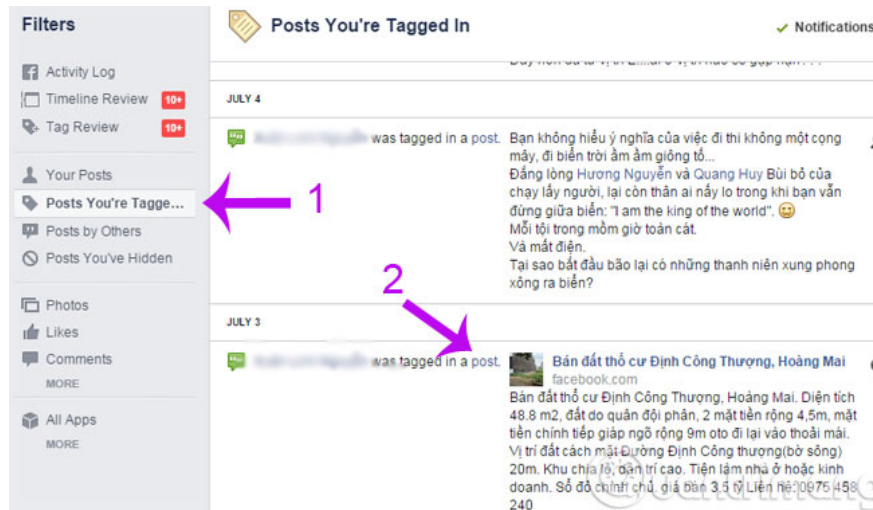 Filters
Activity Log
Timeline Review 10+
Tag Review 10+
Your Posts
Posts You're Tagge...
Posts by Others
Posts You've Hidden
Photos
Likes
Comments
MORE
All Apps
MORE
Posts You're Tagged In
Notifications
1
2
JULY 4
was tagged in a post.
Bạn không hiểu ý nghĩa của việc đi thi không một cọng
mây, đi biển trời ầm ầm giông tố...
Đắng lòng Hương Nguyễn và Quang Huy Bùi bỏ của
chạy lấy người, lại còn thân ai nấy lo trong khi bạn vẫn
đứng giữa biển: "I am the king of the world".
Mỗi tội trong mồm giờ toàn cát.
Và mất điện.
Tại sao bắt đầu bão lại có những thanh niên xung phong
xông ra biển?
JULY 3
was tagged in a post.
Bán đất thổ cư Định Công Thượng, Hoàng Mai
facebook.com
Bán đất thổ cư Định Công Thượng, Hoàng Mai. Diện tích
48.8 m2, đất do quân đội phân, 2 mặt tiền rộng 4,5m, mặt
tiền chính tiếp giáp ngõ rộng 9m oto đi lại vào thoải mái.
Vị trí đất cách mặt Đường Định Công thượng(bờ sông)
20m. Khu chia lô, dân trí cao. Tiện làm nhà ở hoặc kinh
doanh. Sổ đỏ chính chủ, giá bán 3,5 tỷ Liên hệ: 0975 458
240